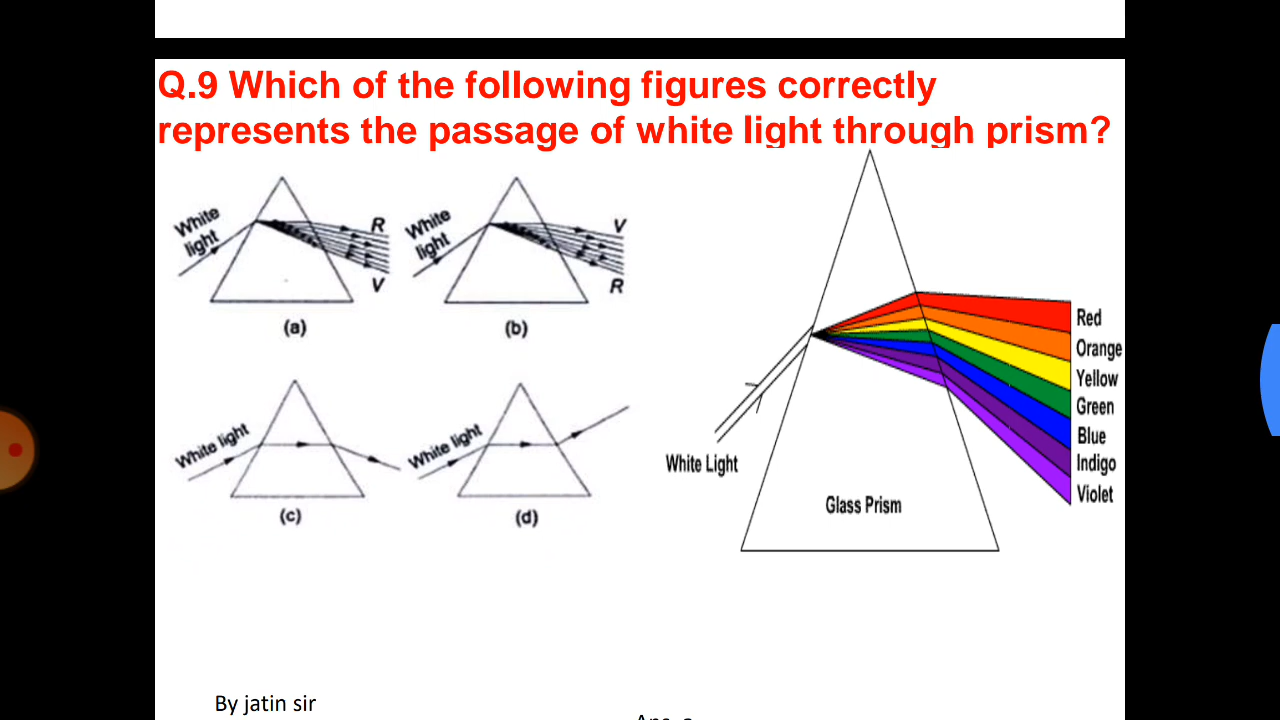 Q.9 Which of the following figures correctly
represents the passage of white light through prism?
White
light
R
V
(a)
White
light
V
R
(b)
White light
(c)
White light
(d)
White Light
Glass Prism
Red
Orange
Yellow
Green
Blue
Indigo
Violet
By jatin sir